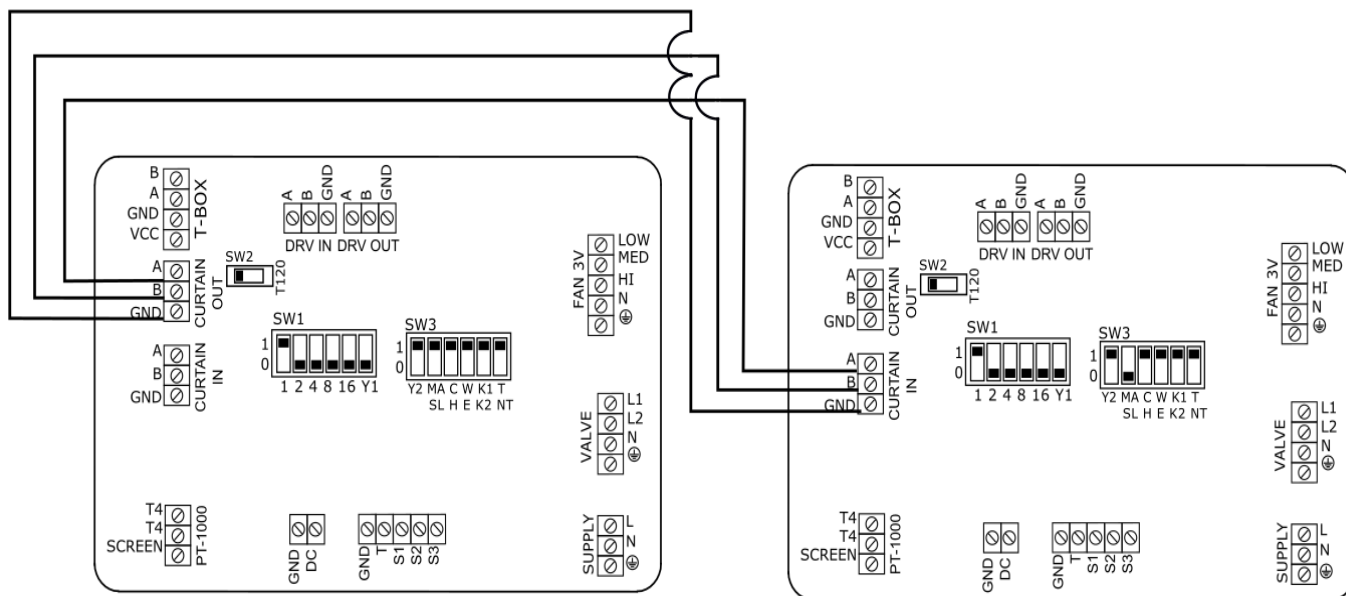 B
A
GND
VCC
T-BOX
A
B
GND
DRV IN
A
B
GND
DRV OUT
SW2
T120
A
B
GND
CURTAIN
OUT
LOW
MED
HI
N
FAN 3V
SW1
1
0
1 2 4 8 16 Y1
SW3
1
0
Y2 MA C W K1 T
SL H E K2 NT
A
B
GND
CURTAIN
IN
L1
L2
N
VALVE
T4
T4
SCREEN
PT-1000
GND
DC
GND
T
S1
S2
S3
L
N
SUPPLY
B
A
GND
VCC
T-BOX
A
B
GND
DRV IN
A
B
GND
DRV OUT
SW2
T120
A
B
GND
CURTAIN
OUT
LOW
MED
HI
N
FAN 3V
SW1
1
0
1 2 4 8 16 Y1
SW3
1
0
Y2 MA C W K1 T
SL H E K2 NT
A
B
GND
CURTAIN
IN
L1
L2
N
VALVE
T4
T4
SCREEN
PT-1000
GND
DC
GND
T
S1
S2
S3
L
N
SUPPLY